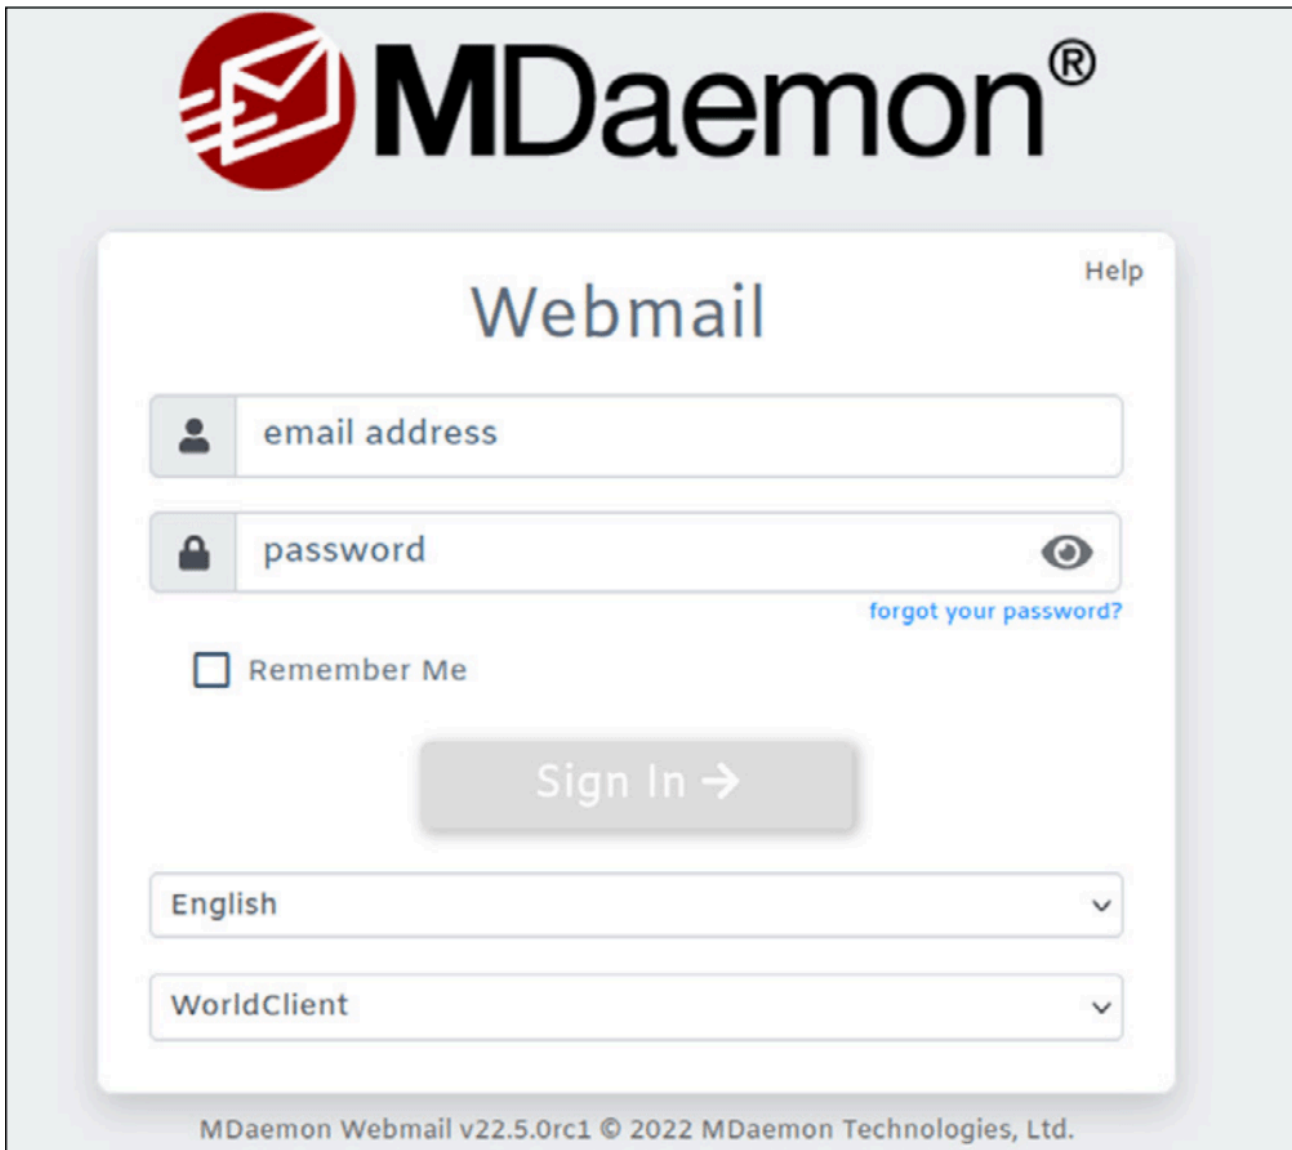 MDaemon®
Help
Webmail
email address
password
forgot your password?
Remember Me
Sign In →
English
WorldClient
MDaemon Webmail v22.5.0rc1 © 2022 MDaemon Technologies, Ltd.